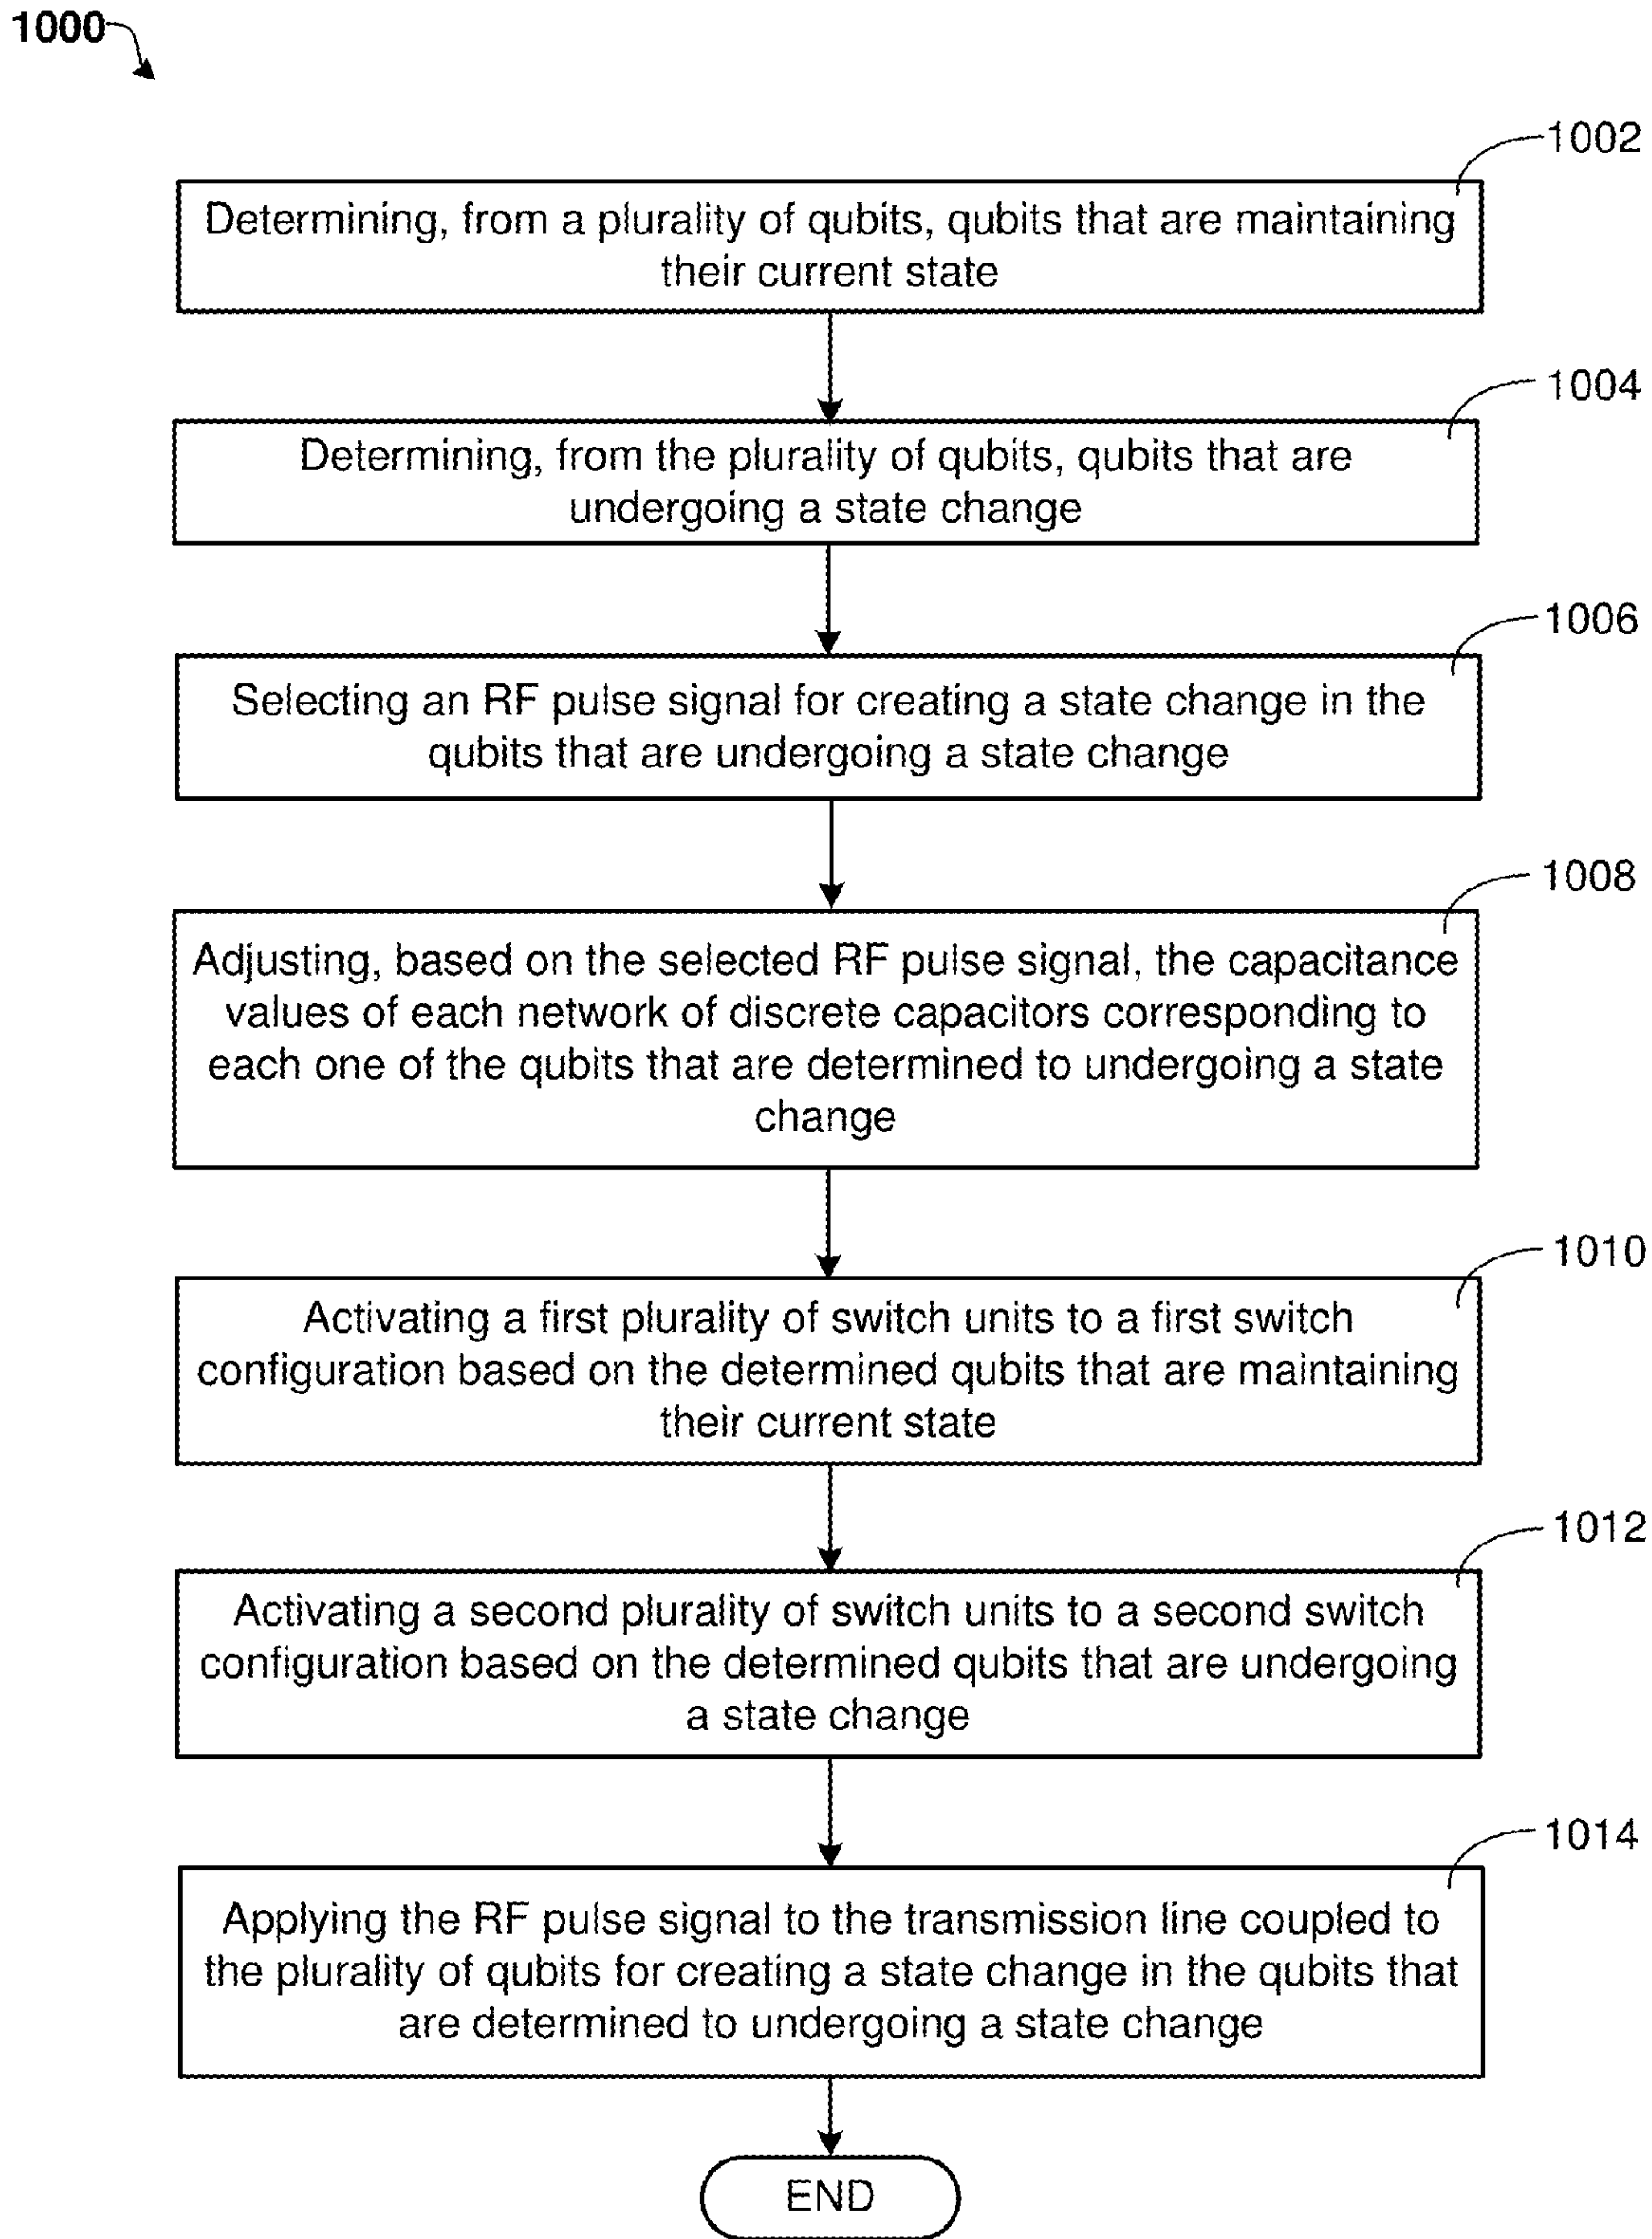 1000
1002
Determining, from a plurality of qubits, qubits that are maintaining
their current state
1004
Determining, from the plurality of qubits, qubits that are
undergoing a state change
1006
Selecting an RF pulse signal for creating a state change in the
qubits that are undergoing a state change
1008
Adjusting, based on the selected RF pulse signal, the capacitance
values of each network of discrete capacitors corresponding to
each one of the qubits that are determined to undergoing a state
change
1010
Activating a first plurality of switch units to a first switch
configuration based on the determined qubits that are maintaining
their current state
1012
Activating a second plurality of switch units to a second switch
configuration based on the determined qubits that are undergoing
a state change
1014
Applying the RF pulse signal to the transmission line coupled to
the plurality of qubits for creating a state change in the qubits that
are determined to undergoing a state change
END